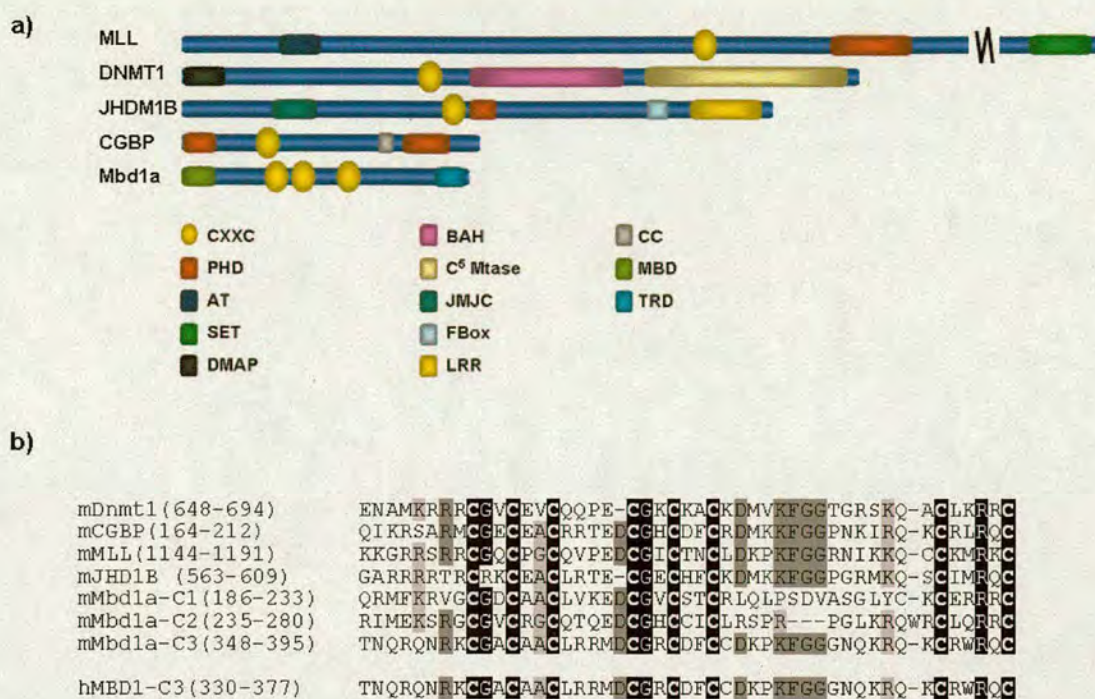 a)
MLL
DNMT1
JHDM1B
CGBP
Mbd1a
CXXC
PHD
AT
SET
DMAP
BAH
C⁵ Mtase
JMJC
FBox
LRR
CC
MBD
TRD
b)
mDnmt1(648-694) ENAMKRRRCGVCEVCQQPE-CGKCKACKDMVKFGGTGRSKQ-ACLKRRC
mCGBP(164-212) QIKRSARMCGECEACRRTEDCGHCDFCRDMKKFGGPNKIRQ-KCRLRQC
mMLL(1144-1191) KKGRRSRRCGQCPGCQVPEDCGICTNCLDKPKFGGRNIKKQ-CCKMRKC
mJHD1B (563-609) GARRRRTRCRKCEACLRTE-CGECHFCKDMKKFGGPGRMKQ-SCIMRQC
mMbd1a-C1(186-233) QRMFKRVGCGDCAACLVKEDCGVCSTCRLQLPSDVASGLYC-KCERRRC
mMbd1a-C2(235-280) RIMEKSRGCGVCRGCQTQEDCGHCCICLRSPR---PGLKRQWRCLQRRC
mMbd1a-C3(348-395) TNQRQNRKCGACAACLRRMDCGRCDFCCDKPKFGGGNQKRQ-KCRWRQC
hMBD1-C3(330-377) TNQRQNRKCGACAACLRRMDCGRCDFCCDKPKFGGGNQKRQ-KCRWRQC